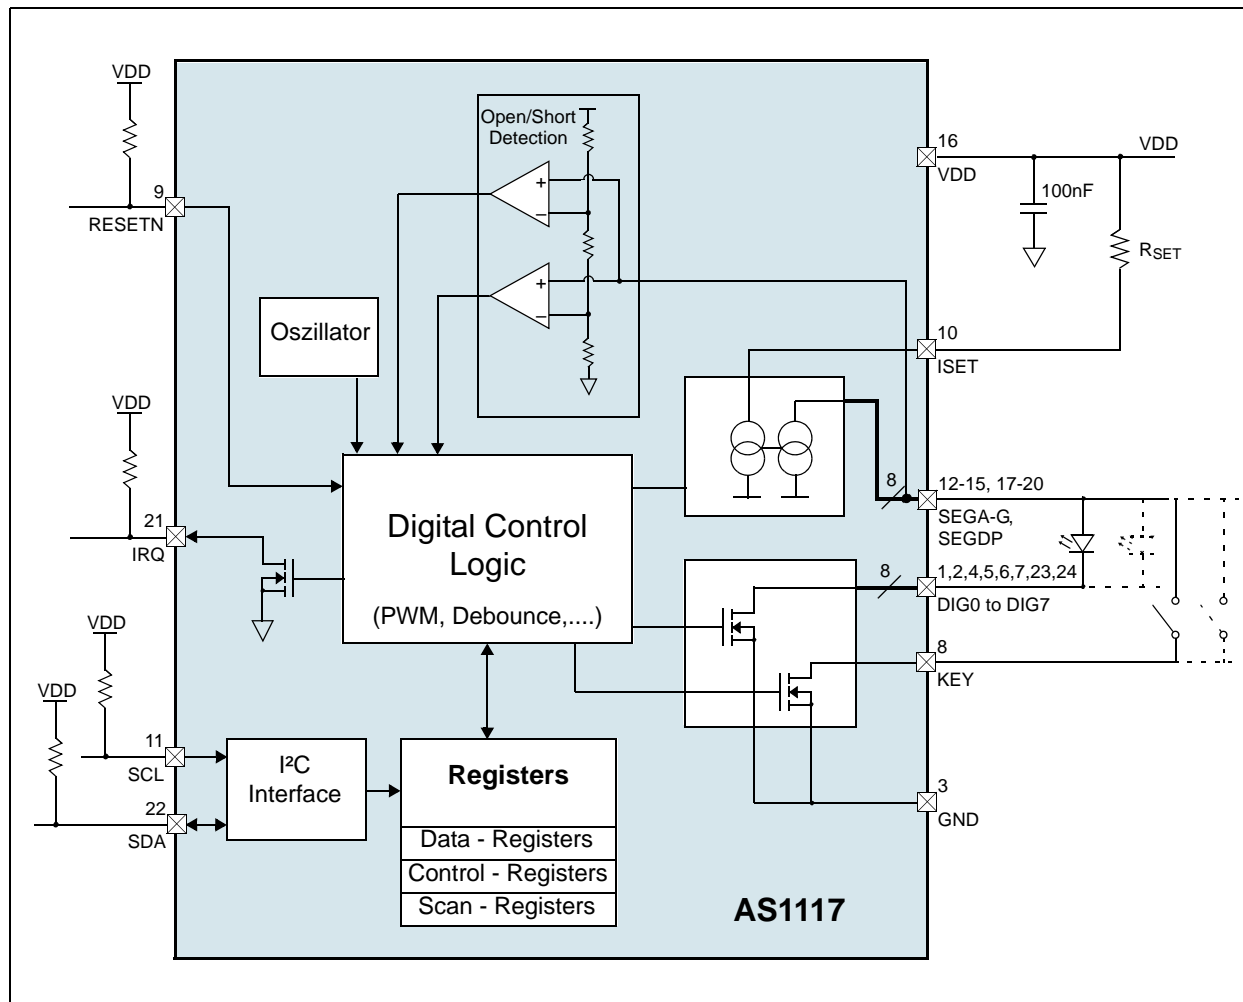 VDD
9
RESETN
Open/Short
Detection
+
−
+
−
Oszillator
16
VDD
VDD
100nF
RSET
10
ISET
VDD
21
IRQ
Digital Control
Logic
(PWM, Debounce,....)
8
12-15, 17-20
SEGA-G,
SEGDP
8
1,2,4,5,6,7,23,24
DIG0 to DIG7
8
KEY
VDD
VDD
11
SCL
22
SDA
I²C
Interface
Registers
Data - Registers
Control - Registers
Scan - Registers
3
GND
AS1117